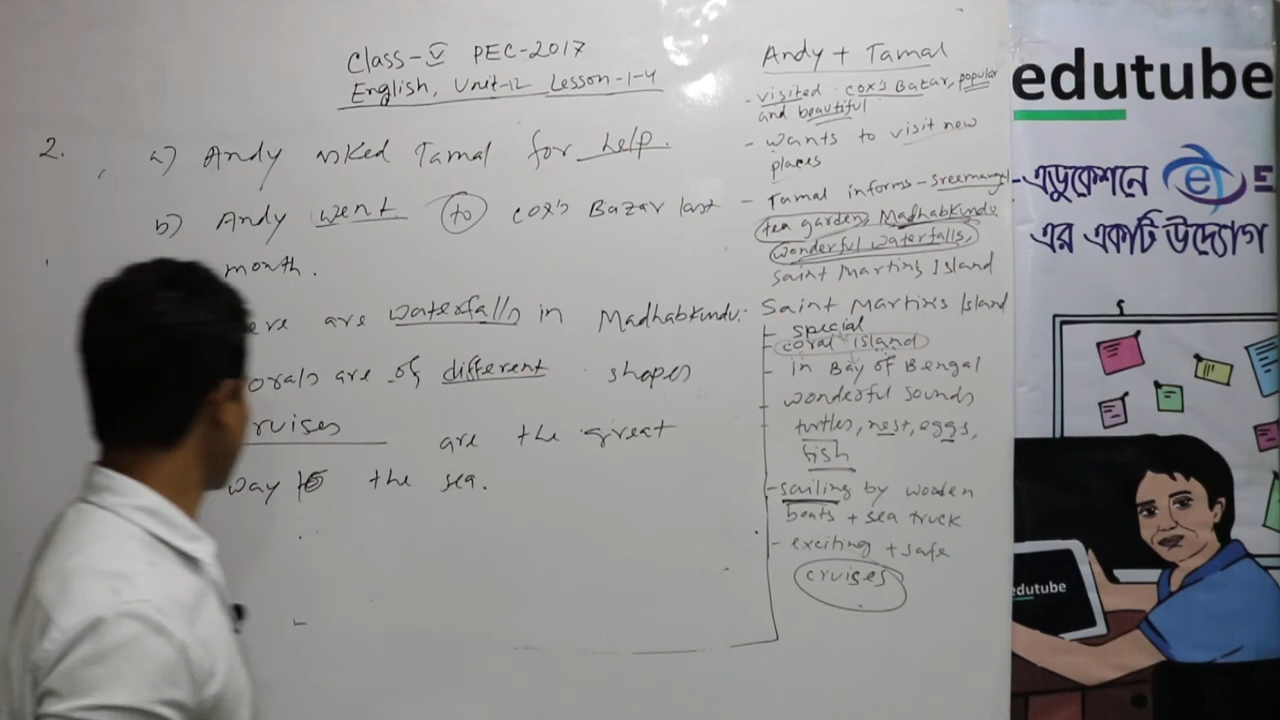 Class-V PEC-2017
English, Unit-12 Lesson-1-4
2.
a) Andy asked Tamal for help.
b) Andy went to cox's Bazar last
month.
ere are waterfalls in Madhabkundu.
orals are of different shapes
ruises are the great
way to the sea.
Andy + Tamal
- visited cox's Bazar, popular
and beautiful
- wants to visit new
places
- Tamal informs - Sreemangal
tea garden, Madhabkundu
wonderful waterfalls,
Saint Martin's Island
Saint Martin's Island
- special
- coral island
- in Bay of Bengal
- wonderful sounds
- turtles, nest, eggs,
fish
- sailing by wooden
boats + sea truck
- exciting + safe
cruises
edutube
-এডুকেশনে e E
এর একটি উদ্যোগ
edutube